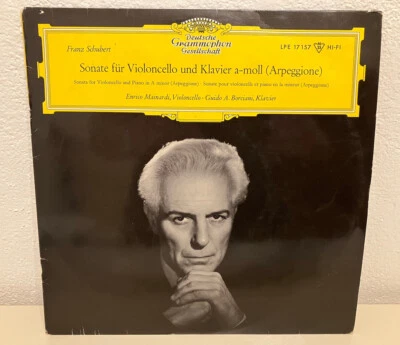 Deutsche
Grammophon
Gesellschaft
Franz Schubert
LPE 17 157 HI-FI
Sonate für Violoncello und Klavier a-moll (Arpeggione)
Sonata for Violoncello and Piano in A minor (Arpeggione) · Sonate pour violoncelle et piano en la mineur (Arpeggione)
Enrico Mainardi, Violoncello – Guido A. Borciani, Klavier